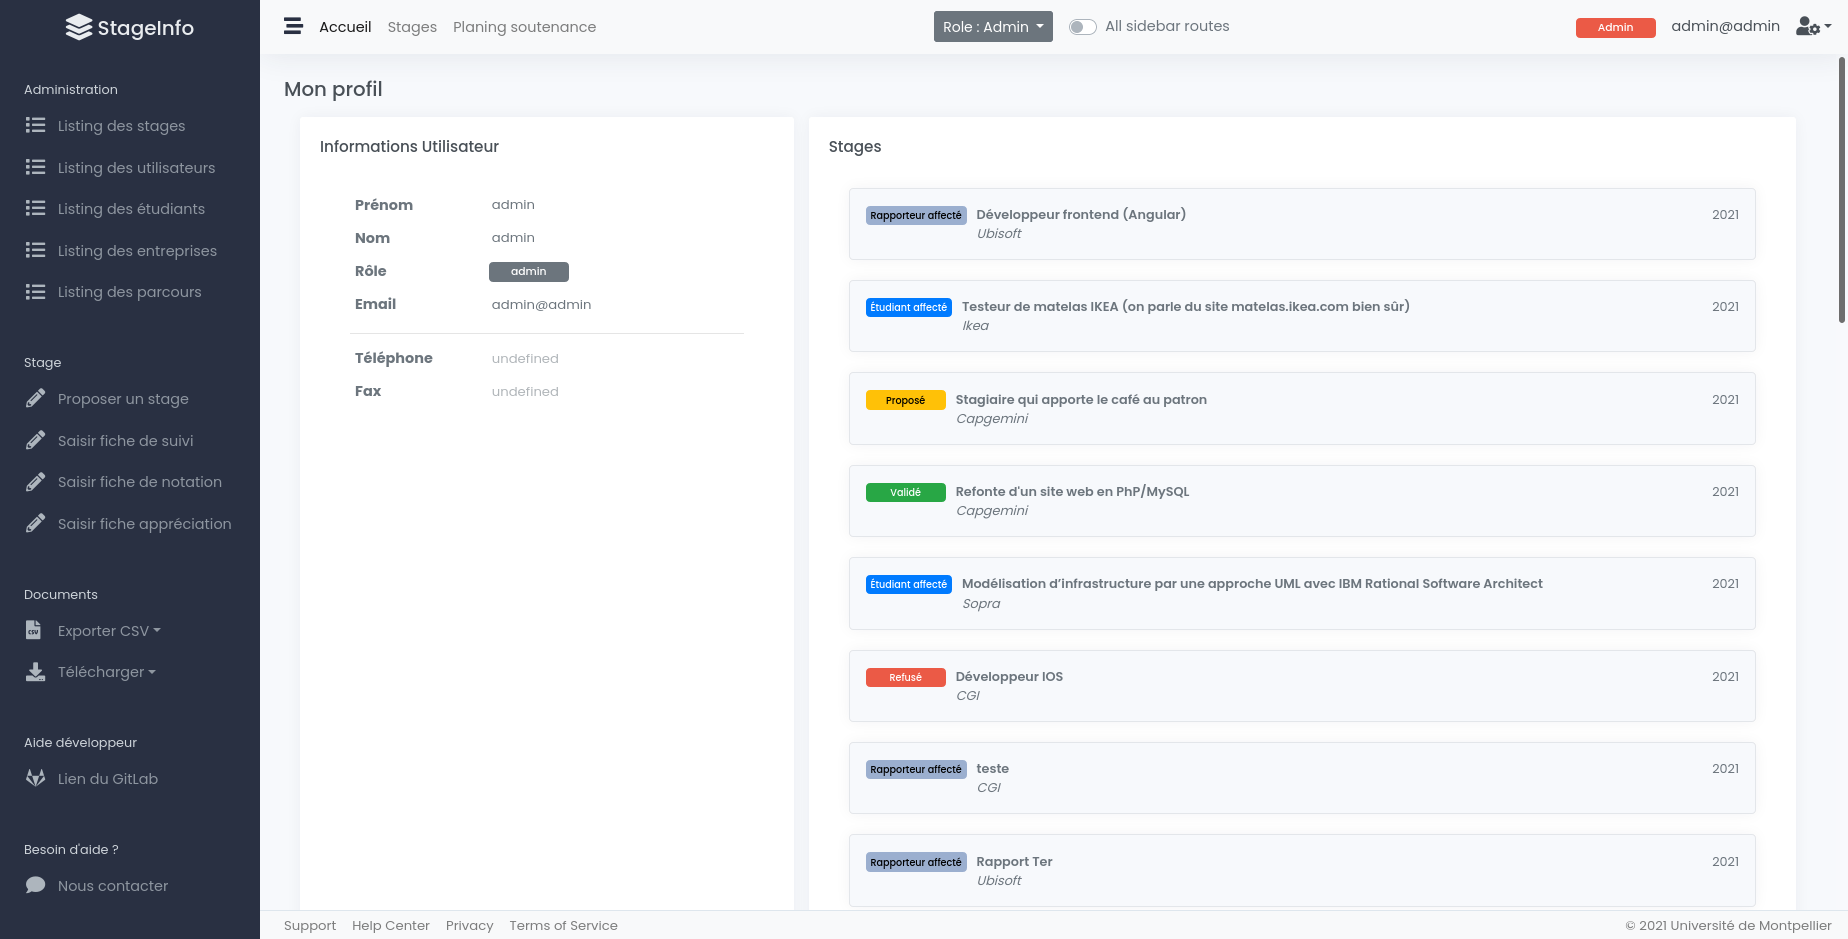 StageInfo
Administration
Listing des stages
Listing des utilisateurs
Listing des étudiants
Listing des entreprises
Listing des parcours
Stage
Proposer un stage
Saisir fiche de suivi
Saisir fiche de notation
Saisir fiche appréciation
Documents
Exporter CSV
Télécharger
Aide développeur
Lien du GitLab
Besoin d'aide ?
Nous contacter
Accueil Stages Planing soutenance Role : Admin All sidebar routes Admin admin@admin
Mon profil
Informations Utilisateur
Prénom admin
Nom admin
Rôle admin
Email admin@admin
Téléphone undefined
Fax undefined
Stages
Rapporteur affecté Développeur frontend (Angular) 2021
Ubisoft
Étudiant affecté Testeur de matelas IKEA (on parle du site matelas.ikea.com bien sûr) 2021
Ikea
Proposé Stagiaire qui apporte le café au patron 2021
Capgemini
Validé Refonte d'un site web en PhP/MySQL 2021
Capgemini
Étudiant affecté Modélisation d’infrastructure par une approche UML avec IBM Rational Software Architect 2021
Sopra
Refusé Développeur IOS 2021
CGI
Rapporteur affecté teste 2021
CGI
Rapporteur affecté Rapport Ter 2021
Ubisoft
Support Help Center Privacy Terms of Service © 2021 Université de Montpellier